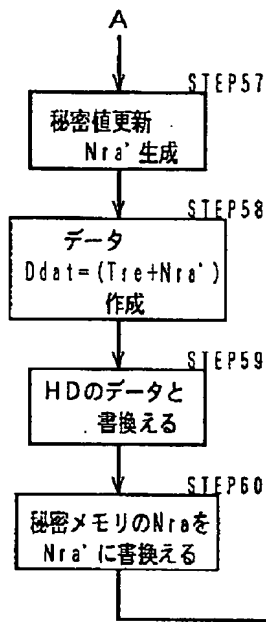 A
STEP57
秘密値更新
Nra' 生成
STEP58
データ
Ddat=(Tre+Nra')
作成
STEP59
HDのデータと
書換える
STEP60
秘密メモリのNraを
Nra' に書換える